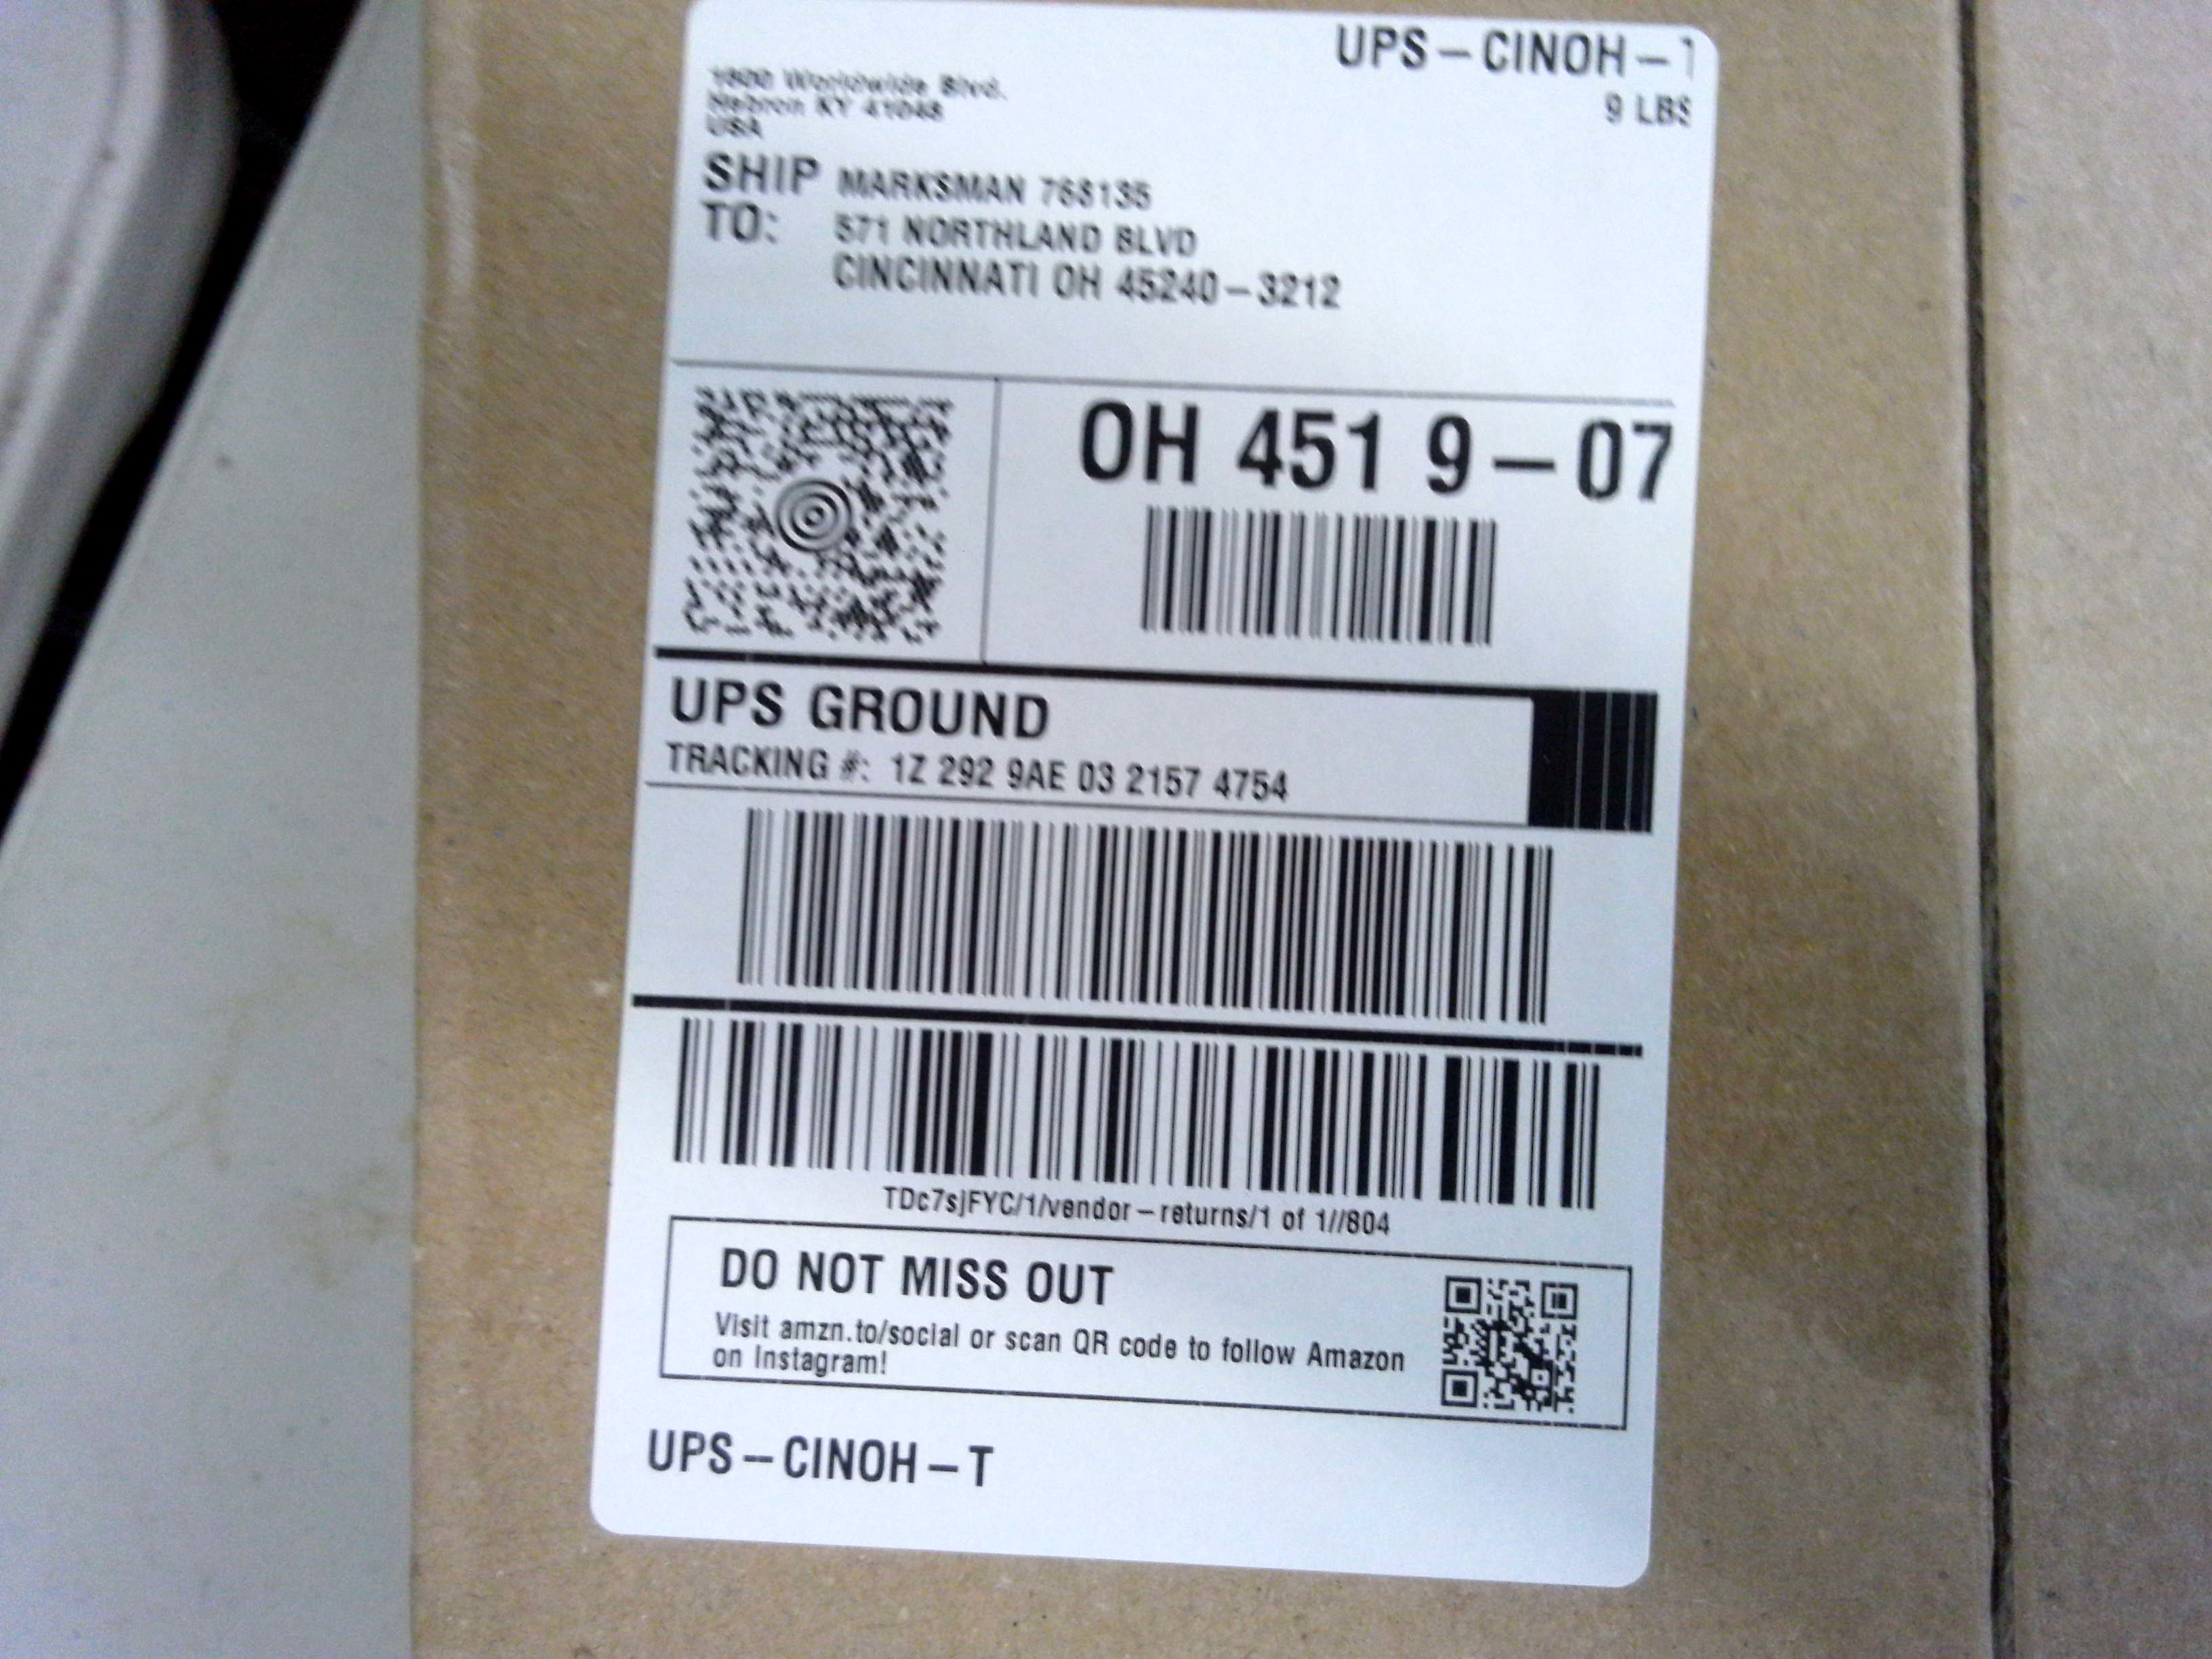 UPS – CINOH –
9 LBS
1800 Worldwide Blvd.
Hebron KY 41048
USA
SHIP TO: MARKSMAN 768135
571 NORTHLAND BLVD
CINCINNATI OH 45240 – 3212
OH 451 9 – 07
UPS GROUND
TRACKING #: 1Z 292 9AE 03 2157 4754
TDc7sjFYC/1/vendor – returns/1 of 1//804
DO NOT MISS OUT
Visit amzn.to/social or scan QR code to follow Amazon
on Instagram!
UPS – CINOH – T